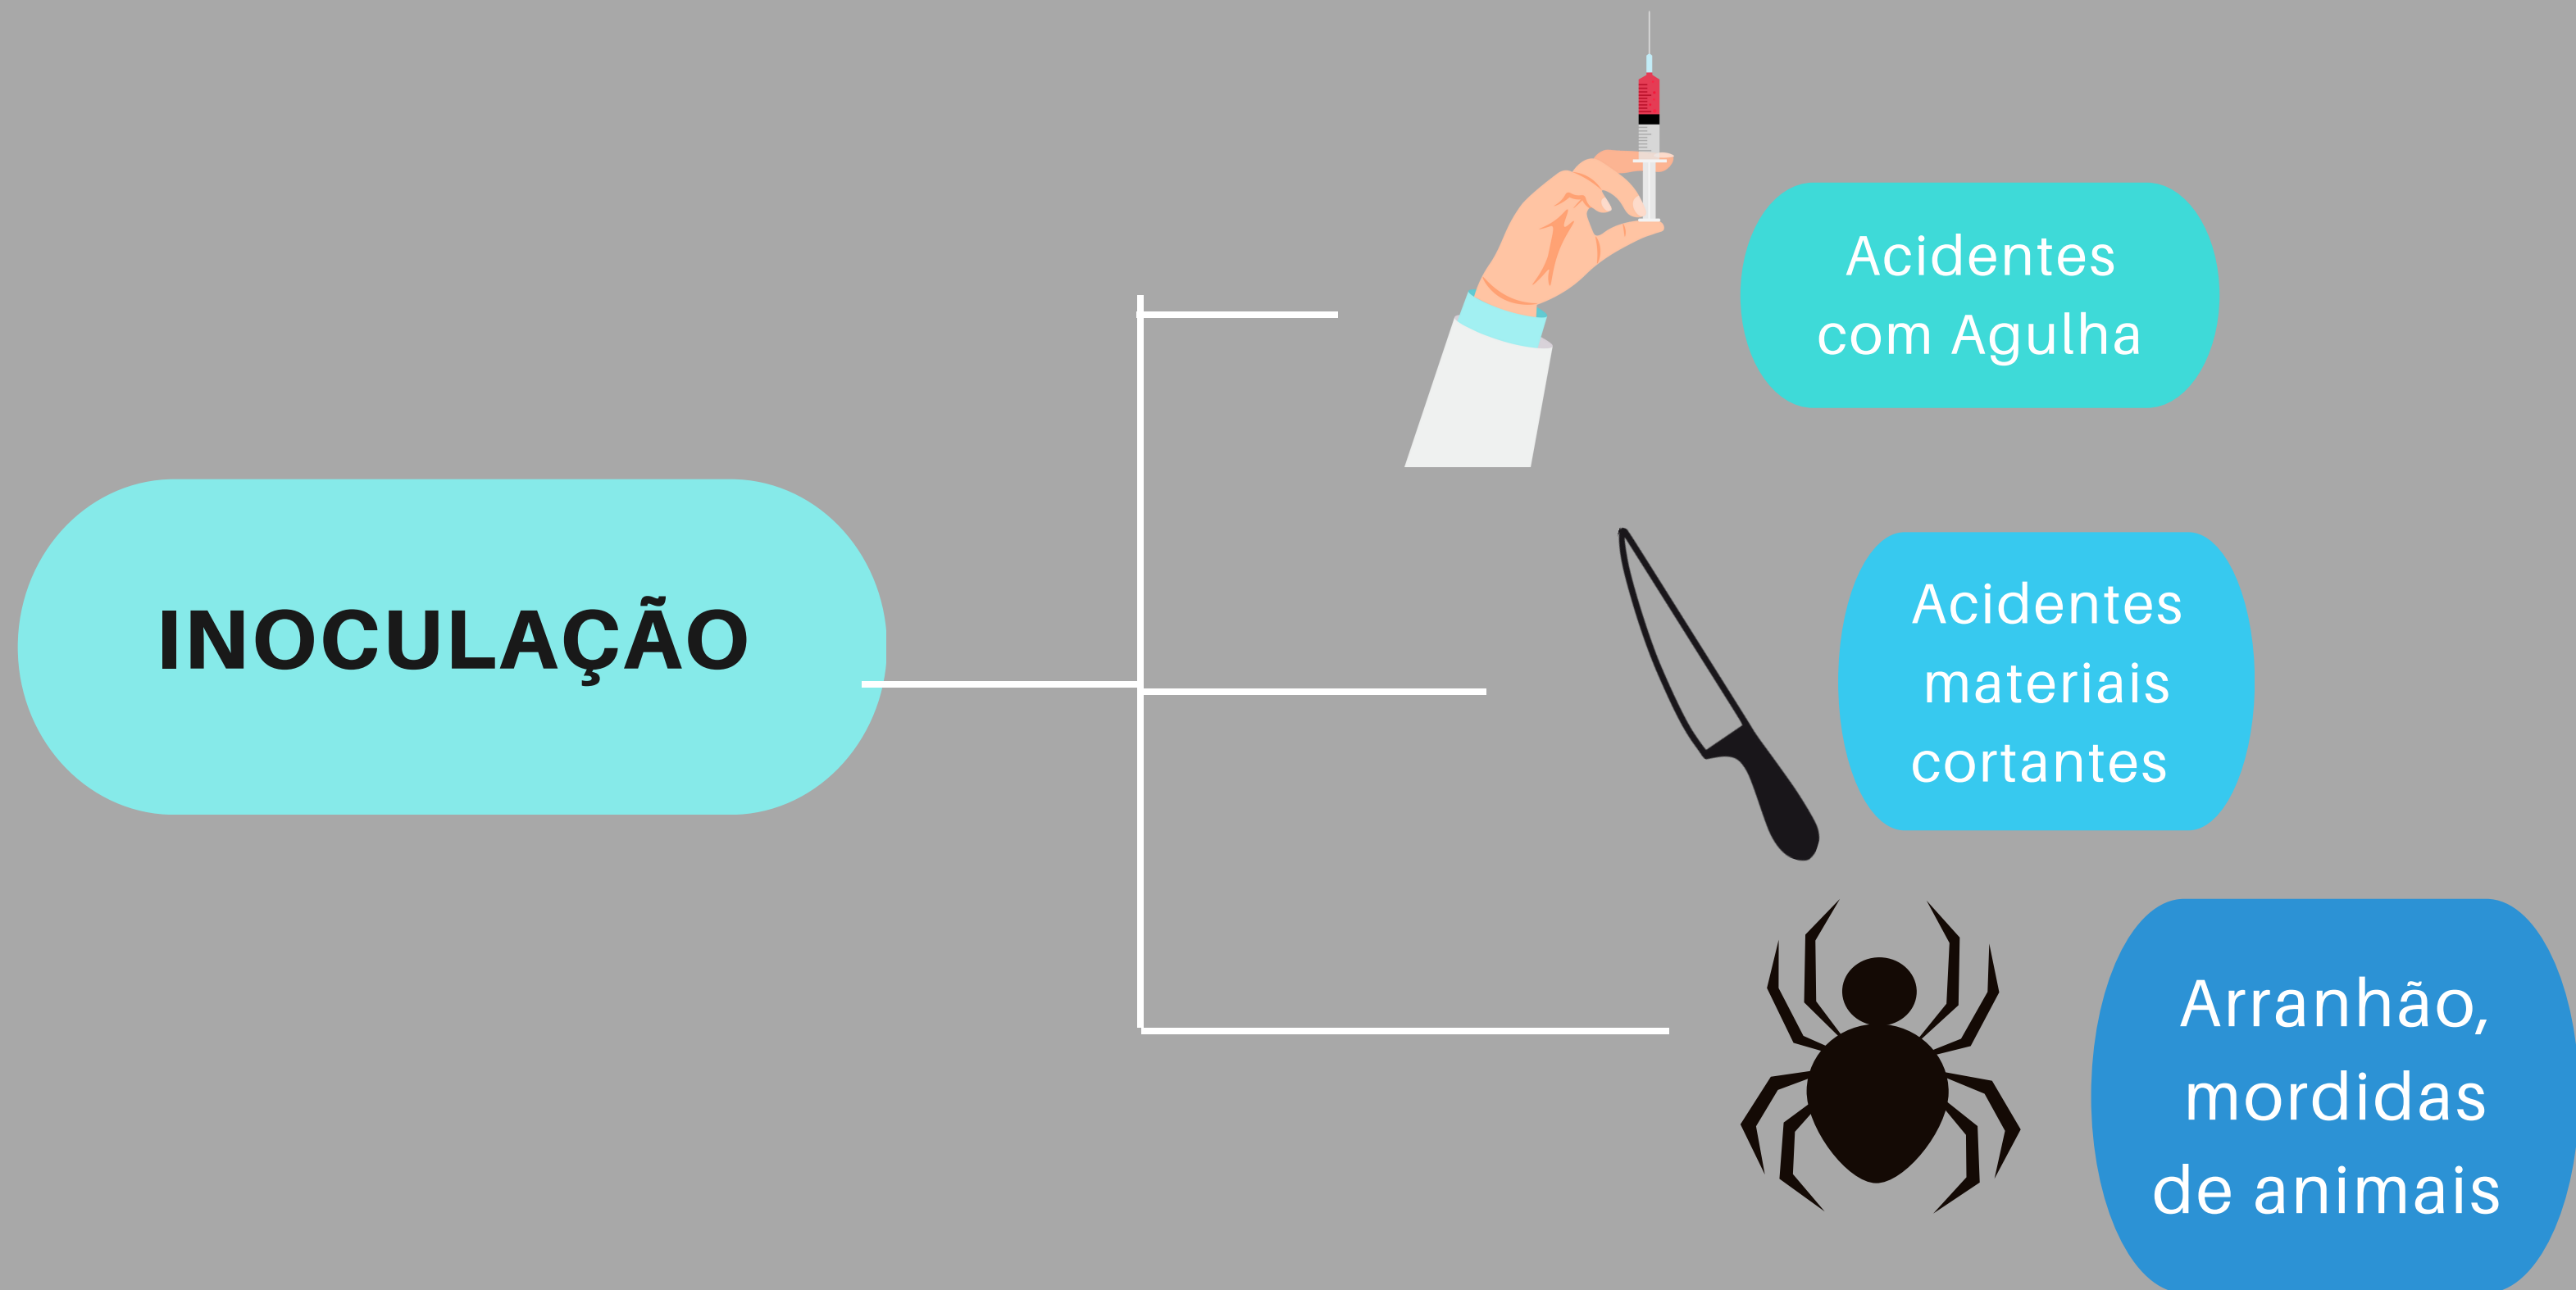 INOCULAÇÃO
Acidentes
com Agulha
Acidentes
materiais
cortantes
Arranhão,
mordidas
de animais